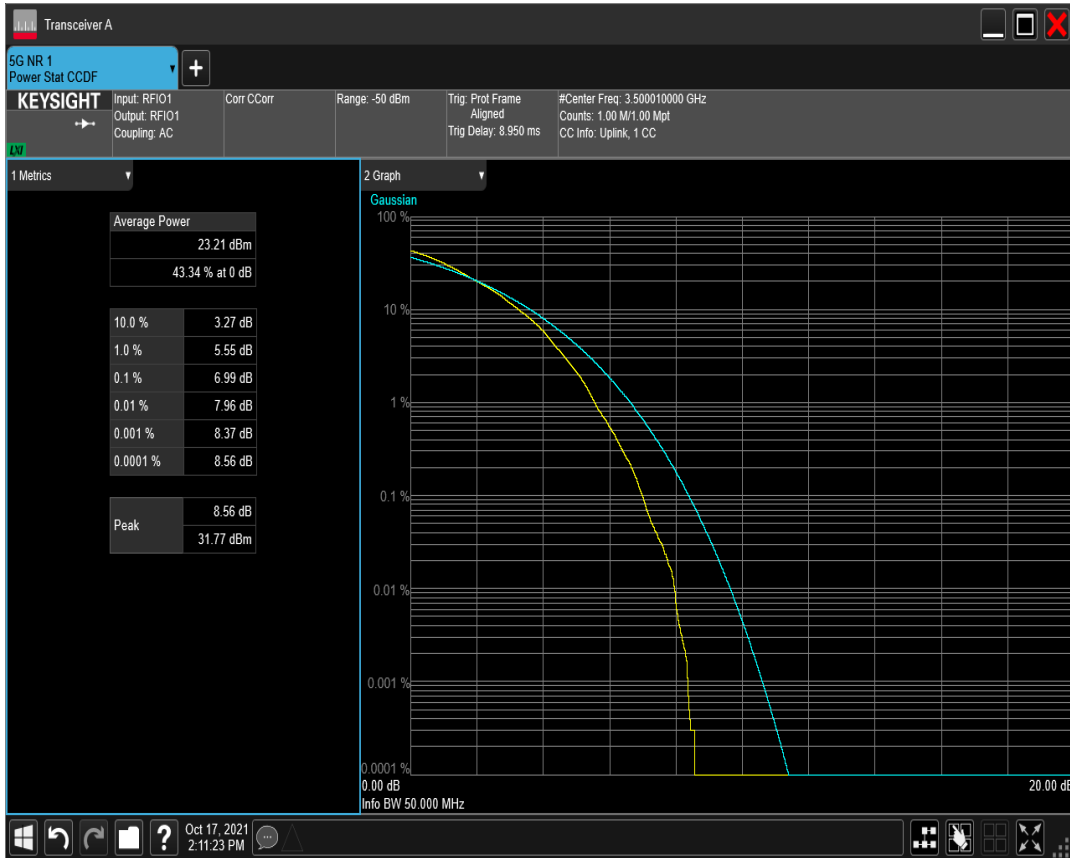 Transceiver A
5G NR 1
Power Stat CCDF
KEYSIGHT
LXI
Input: RFIO1
Output: RFIO1
Coupling: AC
Corr CCorr
Range: -50 dBm
Trig: Prot Frame
Aligned
Trig Delay: 8.950 ms
#Center Freq: 3.500010000 GHz
Counts: 1.00 M/1.00 Mpt
CC Info: Uplink, 1 CC
1 Metrics
Average Power
23.21 dBm
43.34 % at 0 dB
10.0 % 3.27 dB
1.0 % 5.55 dB
0.1 % 6.99 dB
0.01 % 7.96 dB
0.001 % 8.37 dB
0.0001 % 8.56 dB
Peak
8.56 dB
31.77 dBm
2 Graph
Gaussian
100 %
10 %
1 %
0.1 %
0.01 %
0.001 %
0.0001 %
0.00 dB 20.00 dB
Info BW 50.000 MHz
? Oct 17, 2021
2:11:23 PM